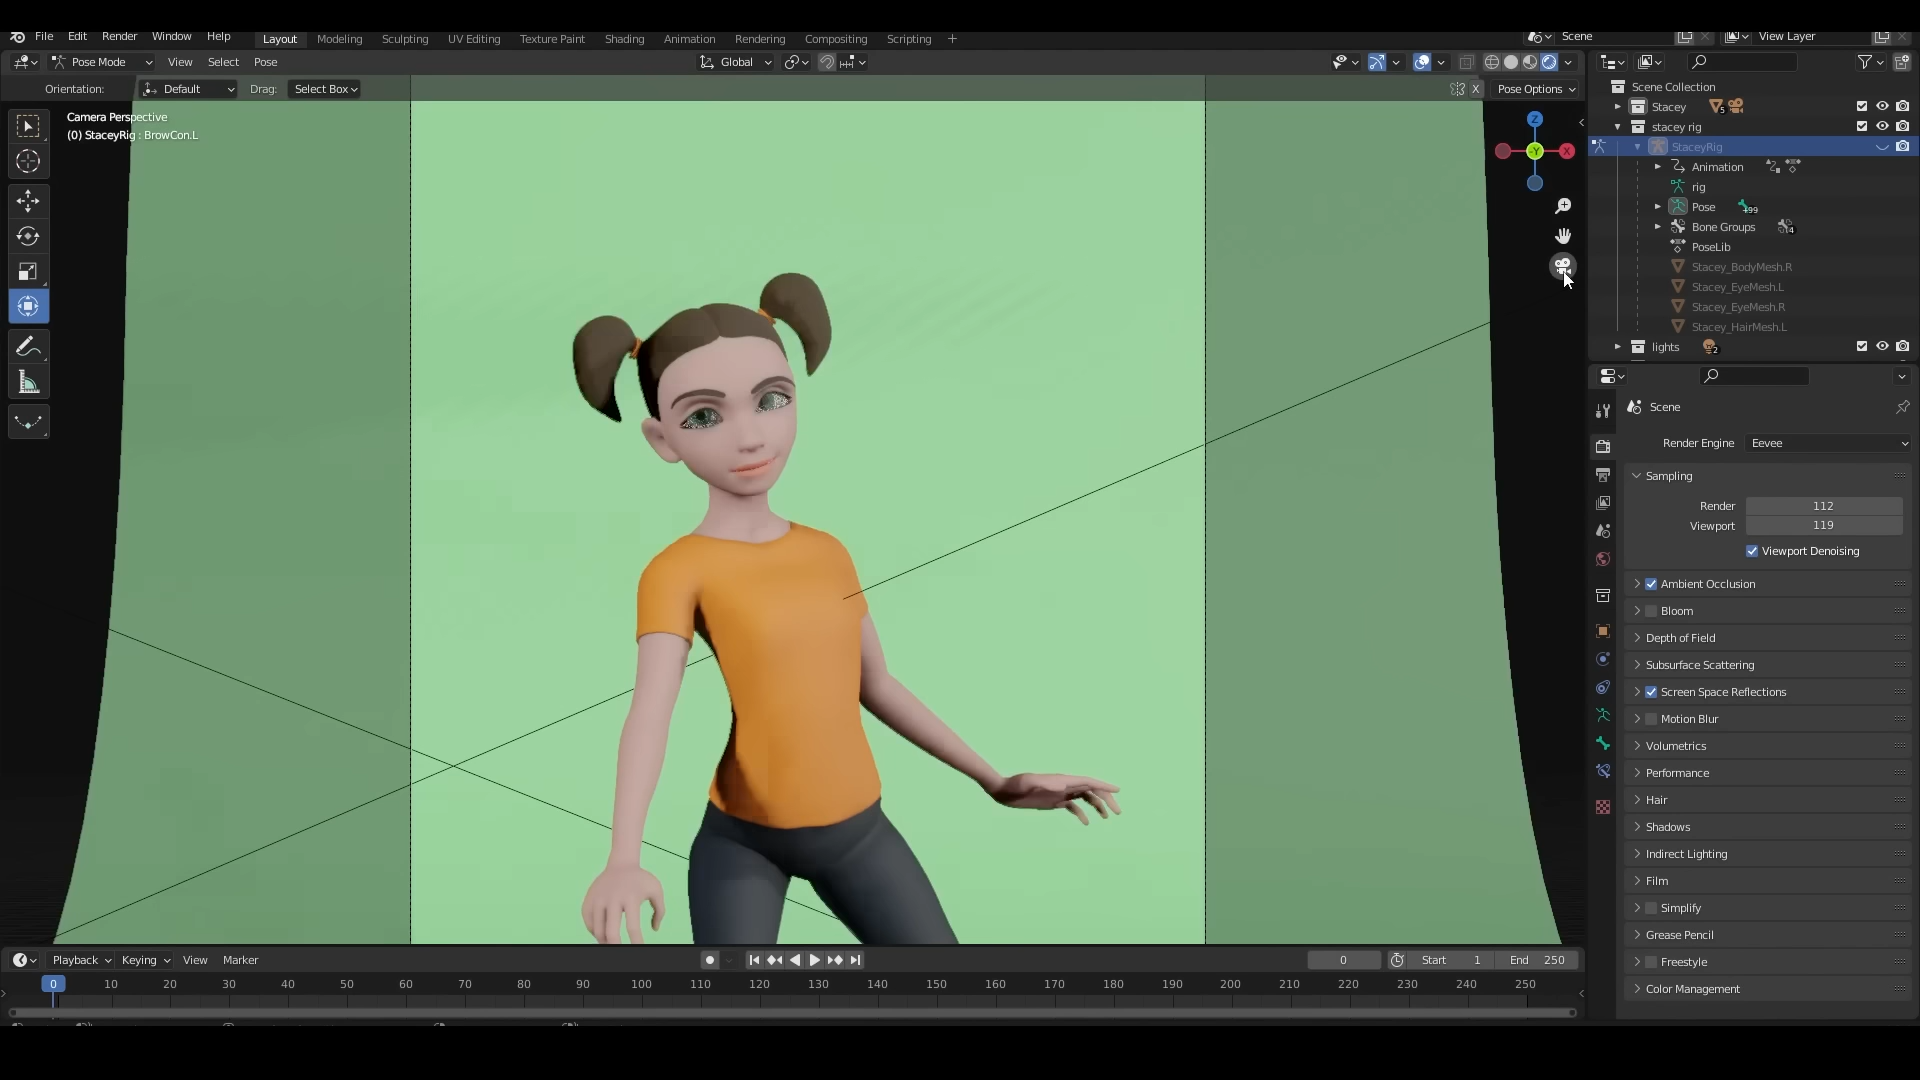 File Edit Render Window Help
Layout Modeling Sculpting UV Editing Texture Paint Shading Animation Rendering Compositing Scripting +
Scene
View Layer
Pose Mode View Select Pose
Global
Orientation: Default Drag: Select Box
X Pose Options
Camera Perspective
(0) StaceyRig : BrowCon.L
Z
-Y
X
Scene Collection
Stacey 5
stacey rig
StaceyRig
Animation
rig
Pose 199
Bone Groups 4
PoseLib
Stacey_BodyMesh.R
Stacey_EyeMesh.L
Stacey_EyeMesh.R
Stacey_HairMesh.L
lights 2
Scene
Render Engine Eevee
Sampling
Render 112
Viewport 119
Viewport Denoising
Ambient Occlusion
Bloom
Depth of Field
Subsurface Scattering
Screen Space Reflections
Motion Blur
Volumetrics
Performance
Hair
Shadows
Indirect Lighting
Film
Simplify
Grease Pencil
Freestyle
Color Management
Playback Keying View Marker
0 Start 1 End 250
0 10 20 30 40 50 60 70 80 90 100 110 120 130 140 150 160 170 180 190 200 210 220 230 240 250